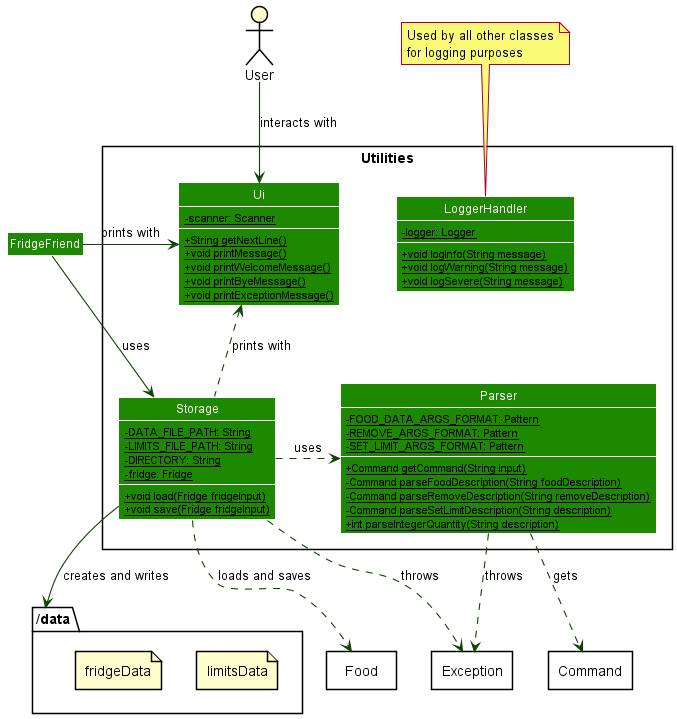 Used by all other classes
for logging purposes
User
interacts with
Utilities
Ui
-scanner: Scanner
+String getNextLine()
+void printMessage()
+void printWelcomeMessage()
+void printByeMessage()
+void printExceptionMessage()
LoggerHandler
-logger: Logger
+void logInfo(String message)
+void logWarning(String message)
+void logSevere(String message)
FridgeFriend
prints with
uses
prints with
Storage
-DATA_FILE_PATH: String
-LIMITS_FILE_PATH: String
-DIRECTORY: String
-fridge: Fridge
+void load(Fridge fridgeInput)
+void save(Fridge fridgeInput)
uses
Parser
-FOOD_DATA_ARGS_FORMAT: Pattern
-REMOVE_ARGS_FORMAT: Pattern
-SET_LIMIT_ARGS_FORMAT: Pattern
+Command getCommand(String input)
-Command parseFoodDescription(String foodDescription)
-Command parseRemoveDescription(String removeDescription)
-Command parseSetLimitDescription(String description)
+int parseIntegerQuantity(String description)
creates and writes
loads and saves
throws
throws
gets
/data
fridgeData
limitsData
Food
Exception
Command